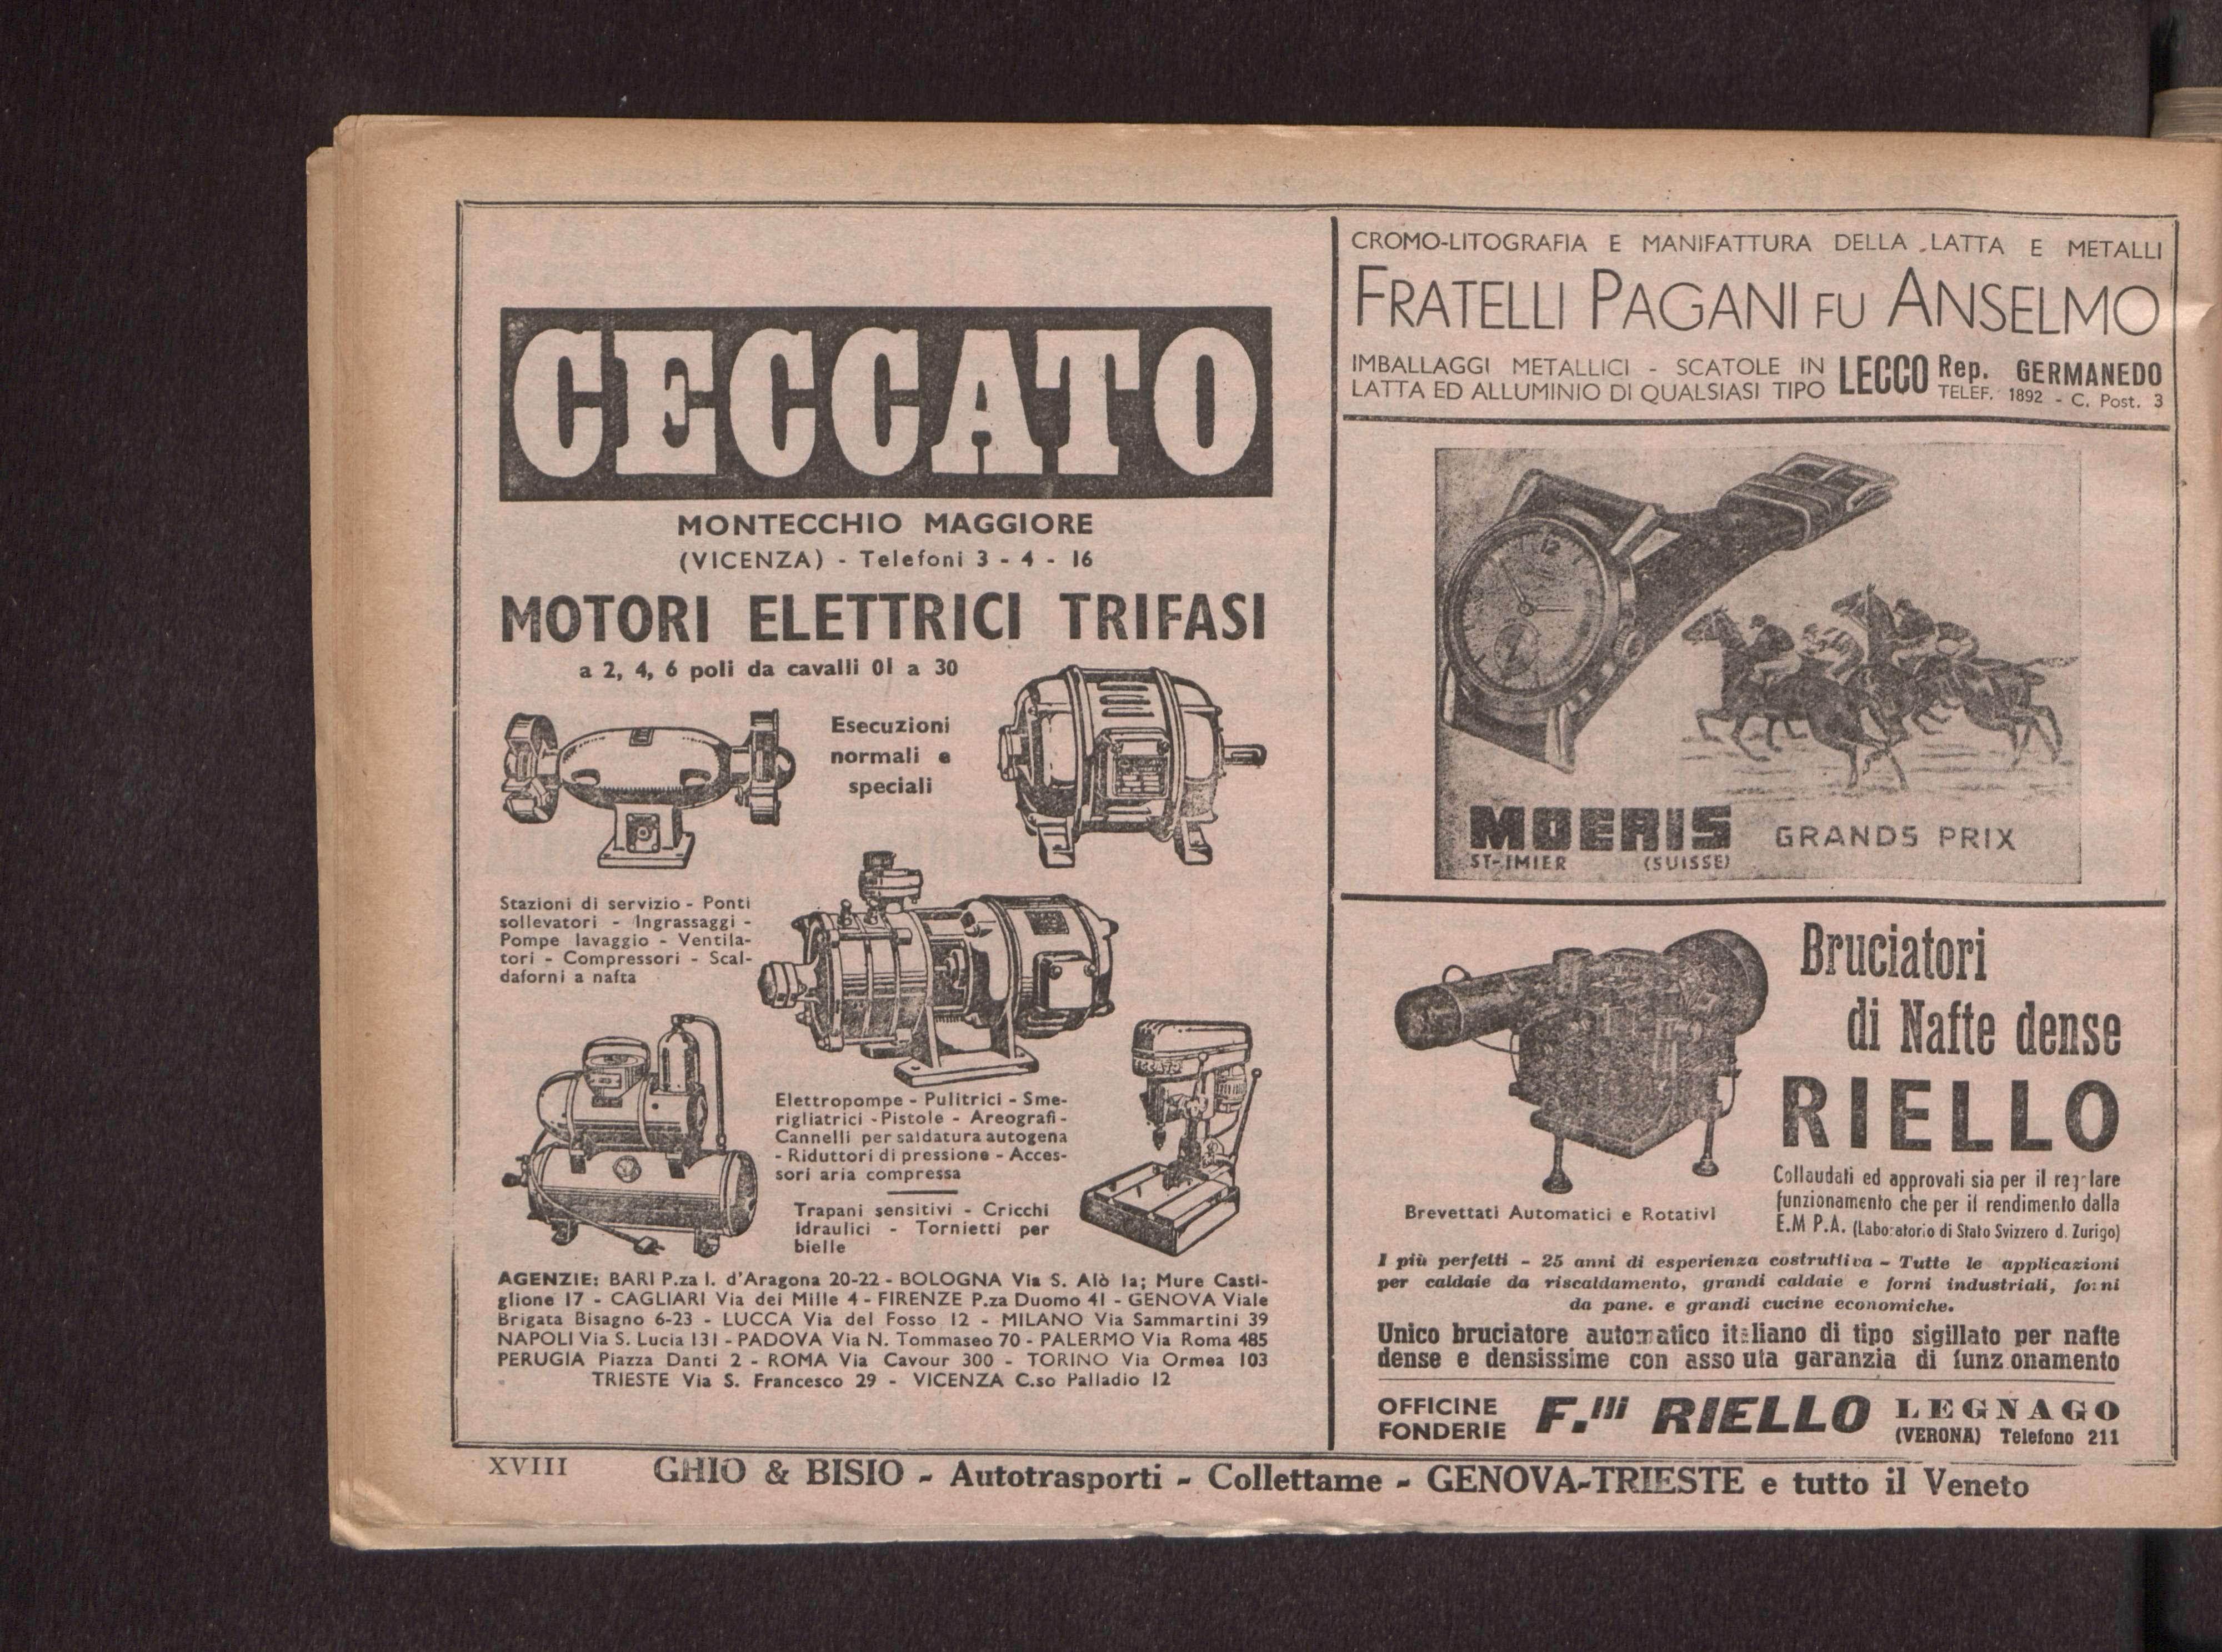 CECCATO
MONTECCHIO MAGGIORE
(VICENZA) - Telefoni 3 - 4 - 16
MOTORI ELETTRICI TRIFASI
a 2, 4, 6 poli da cavalli 01 a 30
Esecuzioni
normali e
speciali
Stazioni di servizio - Ponti
sollevatori - Ingrassaggi -
Pompe lavaggio - Ventila-
tori - Compressori - Scal-
daforni a nafta
CECCATO
Elettropompe - Pulitrici - Sme-
rigliatrici - Pistole - Areografi -
Cannelli per saldatura autogena
- Riduttori di pressione - Acces-
sori aria compressa
Trapani sensitivi - Cricchi
Idraulici - Tornietti per
bielle
AGENZIE: BARI P.za I. d'Aragona 20-22 - BOLOGNA Via S. Alò 1a; Mure Casti-
glione 17 - CAGLIARI Via dei Mille 4 - FIRENZE P.za Duomo 41 - GENOVA Viale
Brigata Bisagno 6-23 - LUCCA Via del Fosso 12 - MILANO Via Sammartini 39
NAPOLI Via S. Lucia 131 - PADOVA Via N. Tommaseo 70 - PALERMO Via Roma 485
PERUGIA Piazza Danti 2 - ROMA Via Cavour 300 - TORINO Via Ormea 103
TRIESTE Via S. Francesco 29 - VICENZA C.so Palladio 12
CROMO-LITOGRAFIA E MANIFATTURA DELLA LATTA E METALLI
FRATELLI PAGANI FU ANSELMO
IMBALLAGGI METALLICI - SCATOLE IN
LATTA ED ALLUMINIO DI QUALSIASI TIPO
LECCO
Rep. GERMANEDO
TELEF. 1892 - C. Post. 3
12
MOERIS GRANDS PRIX
ST-IMIER (SUISSE)
Bruciatori
di Nafte dense
RIELLO
Collaudati ed approvati sia per il regolare
funzionamento che per il rendimento dalla
E.M P.A. (Laboratorio di Stato Svizzero d. Zurigo)
Brevettati Automatici e Rotativi
I più perfetti - 25 anni di esperienza costruttiva - Tutte le applicazioni
per caldaie da riscaldamento, grandi caldaie e forni industriali, forni
da pane. e grandi cucine economiche.
Unico bruciatore automatico italiano di tipo sigillato per nafte
dense e densissime con asso uta garanzia di funz onamento
OFFICINE
FONDERIE
F.lli RIELLO
LEGNAGO
(VERONA) Telefono 211
XVIII
GHIO & BISIO - Autotrasporti - Collettame - GENOVA-TRIESTE e tutto il Veneto